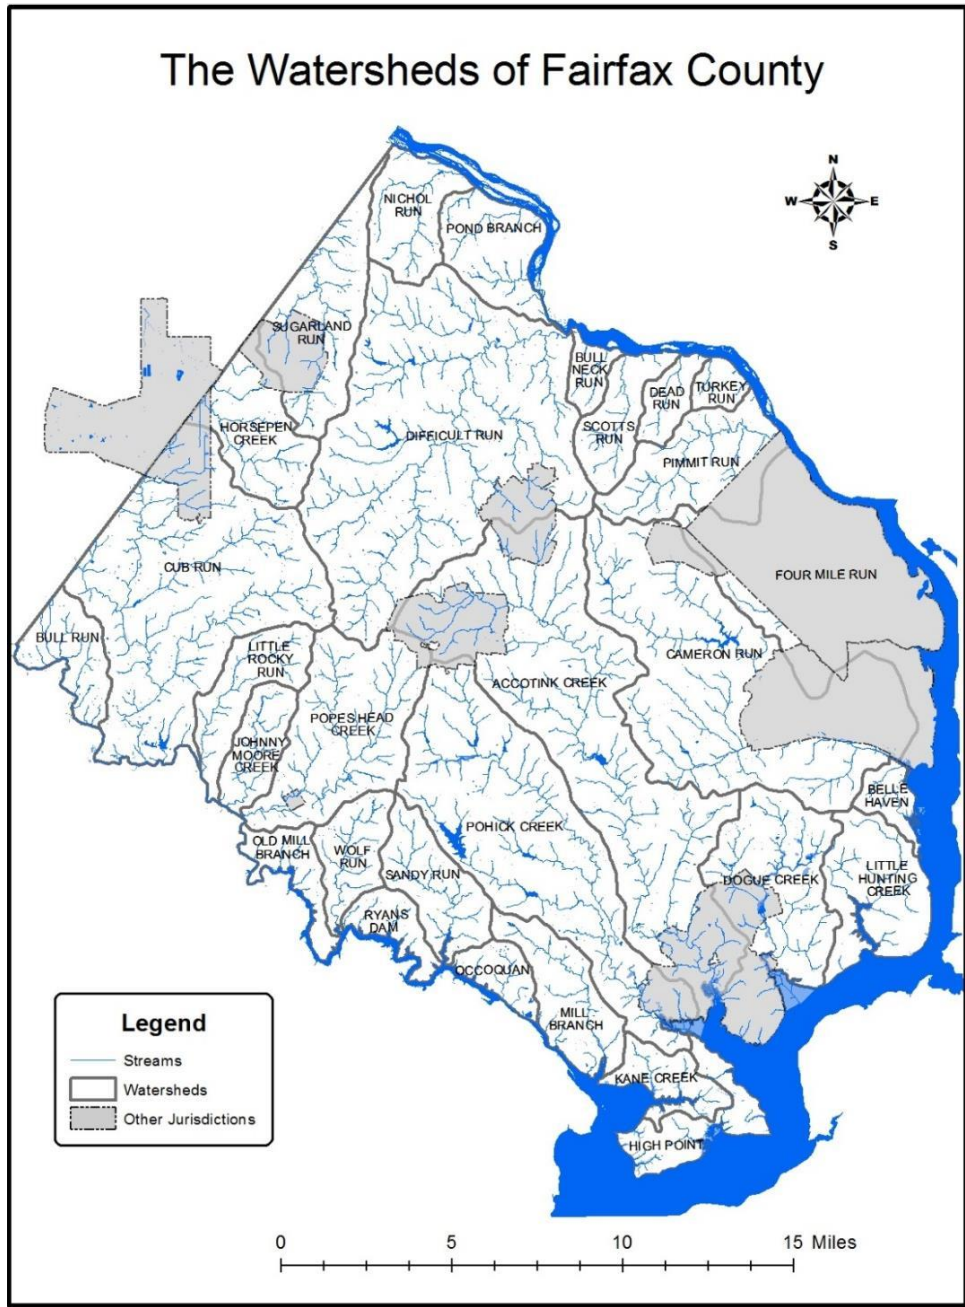 The Watersheds of Fairfax County
N
W
E
S
NICHOL
RUN
POND BRANCH
SUGARLAND
RUN
BULL
NECK
RUN
DEAD
RUN
TURKEY
RUN
HORSEPEN
CREEK
DIFFICULT RUN
SCOTTS
RUN
PIMMIT RUN
CUB RUN
FOUR MILE RUN
BULL RUN
LITTLE
ROCKY
RUN
CAMERON RUN
ACCOTINK CREEK
POPES HEAD
CREEK
JOHNNY
MOORE
CREEK
BELLE
HAVEN
POHICK CREEK
OLD MILL
BRANCH
WOLF
RUN
SANDY RUN
DOGUE CREEK
LITTLE
HUNTING
CREEK
RYANS
DAM
OCCOQUAN
MILL
BRANCH
KANE CREEK
HIGH POINT
Legend
Streams
Watersheds
Other Jurisdictions
0 5 10 15 Miles